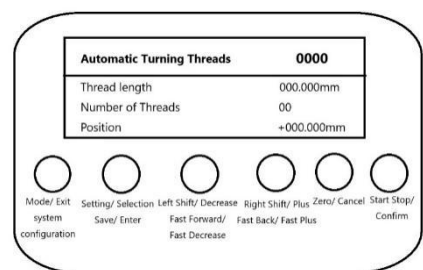 Automatic Turning Threads 0000
Thread length 000.000mm
Number of Threads 00
Position +000.000mm
Mode/ Exit
system
configuration
Setting/ Selection
Save/ Enter
Left Shift/ Decrease
Fast Forward/
Fast Decrease
Right Shift/ Plus
Fast Back/ Fast Plus
Zero/ Cancel
Start Stop/
Confirm